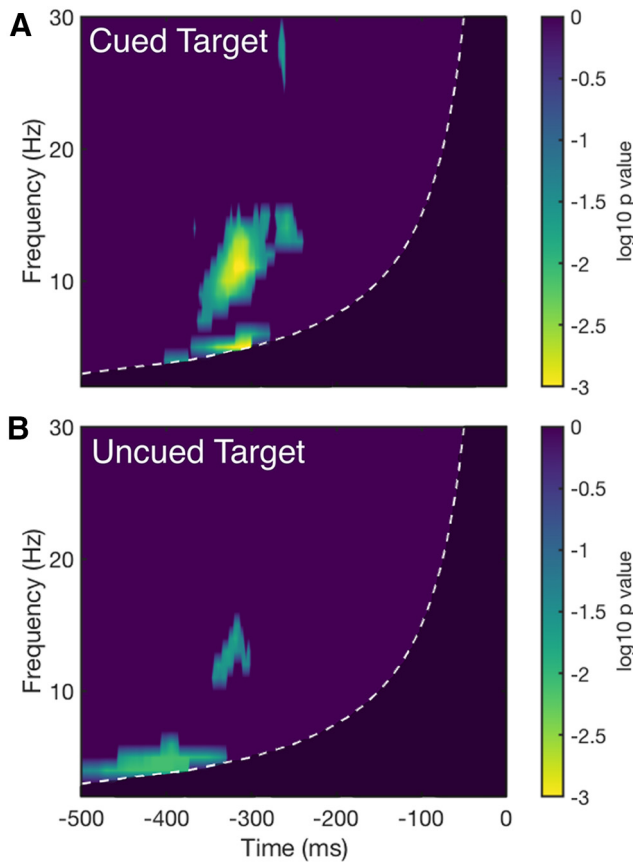 A
Cued Target
30
20
10
Frequency (Hz)
0
-0.5
-1
-1.5
-2
-2.5
-3
log10 p value
B
Uncued Target
30
20
10
Frequency (Hz)
-500 -400 -300 -200 -100 0
Time (ms)
0
-0.5
-1
-1.5
-2
-2.5
-3
log10 p value